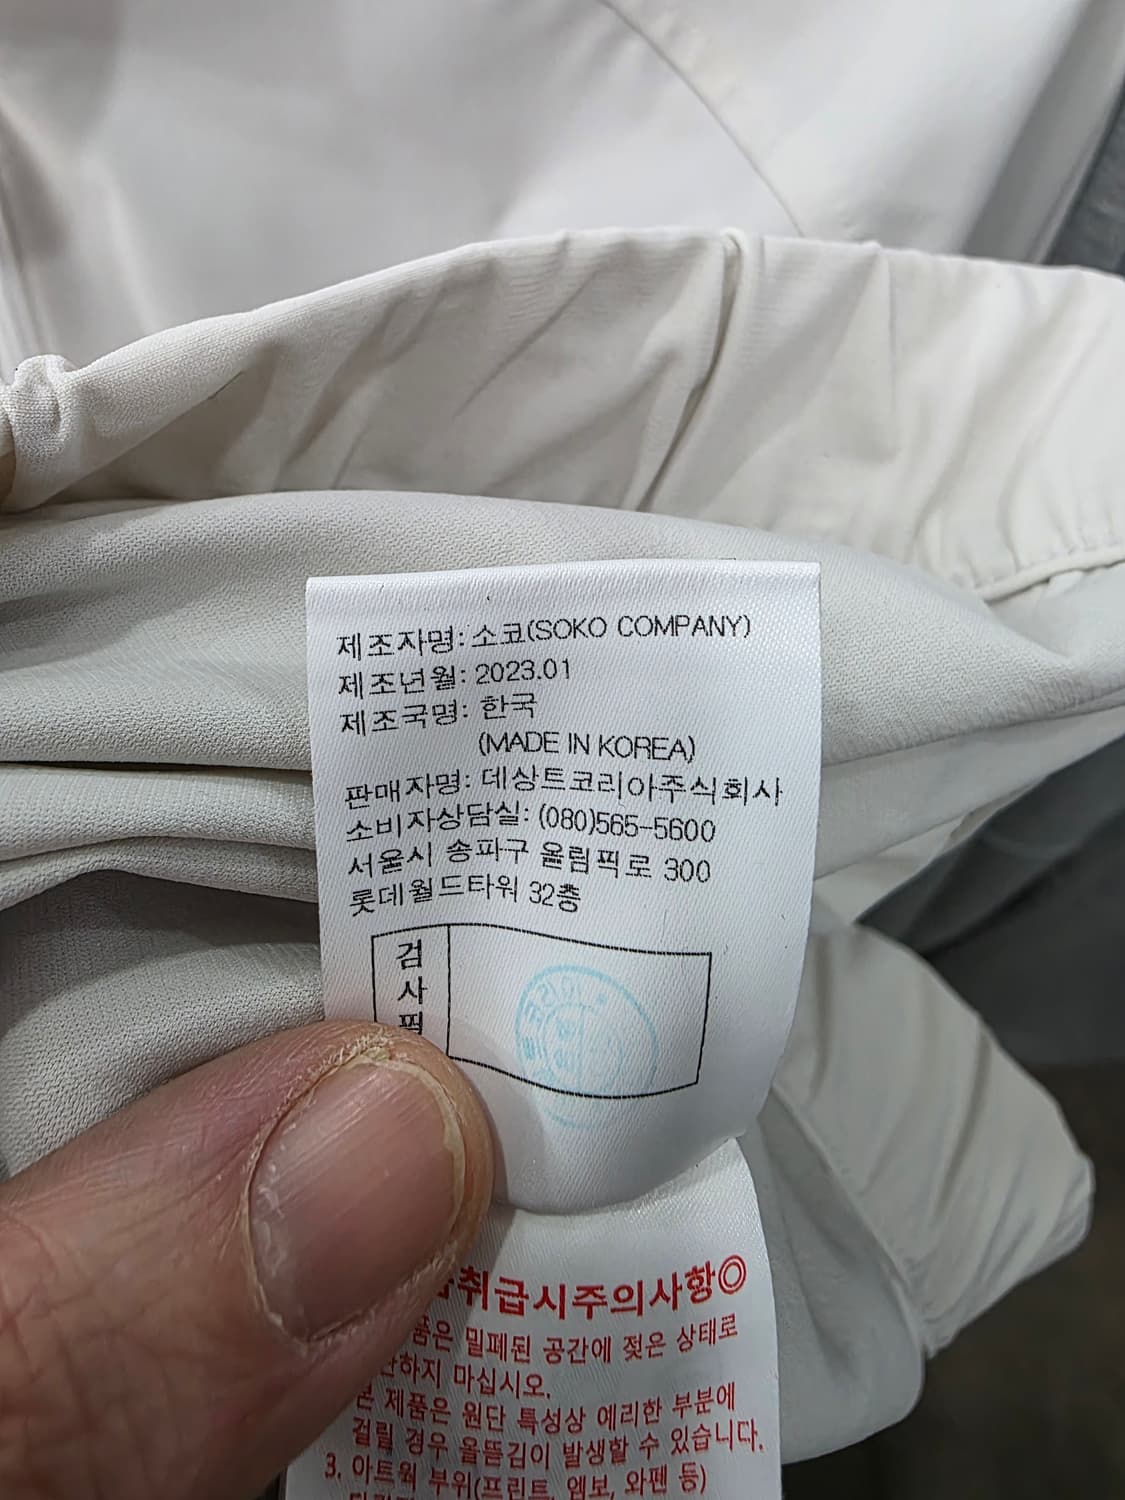 제조자명: 소코(SOKO COMPANY)
제조년월: 2023.01
제조국명: 한국
(MADE IN KOREA)
판매자명: 데상트코리아주식회사
소비자상담실: (080)565-5600
서울시 송파구 올림픽로 300
롯데월드타워 32층
검
사
필
코리아
취급시주의사항◎
품은 밀폐된 공간에 젖은 상태로
하지 마십시오.
본 제품은 원단 특성상 예리한 부분에
걸릴 경우 올뜯김이 발생할 수 있습니다.
3. 아트웍 부위(프린트, 엠보, 와펜 등)